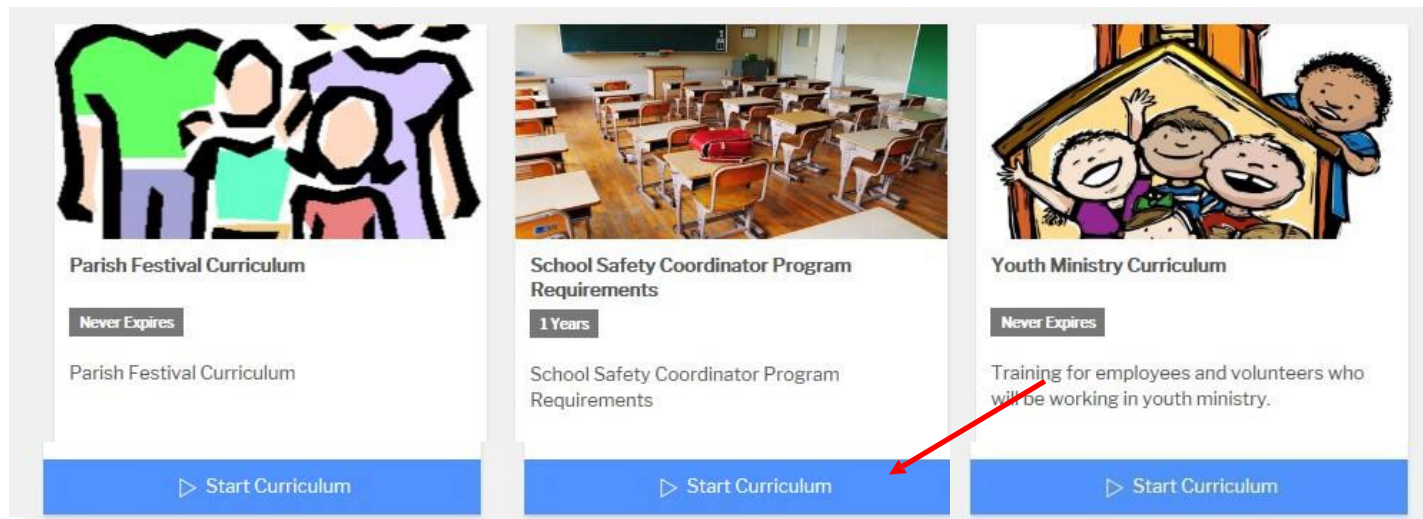 Parish Festival Curriculum
Never Expires
Parish Festival Curriculum
▷ Start Curriculum
School Safety Coordinator Program
Requirements
1 Years
School Safety Coordinator Program
Requirements
▷ Start Curriculum
Youth Ministry Curriculum
Never Expires
Training for employees and volunteers who
will be working in youth ministry.
▷ Start Curriculum